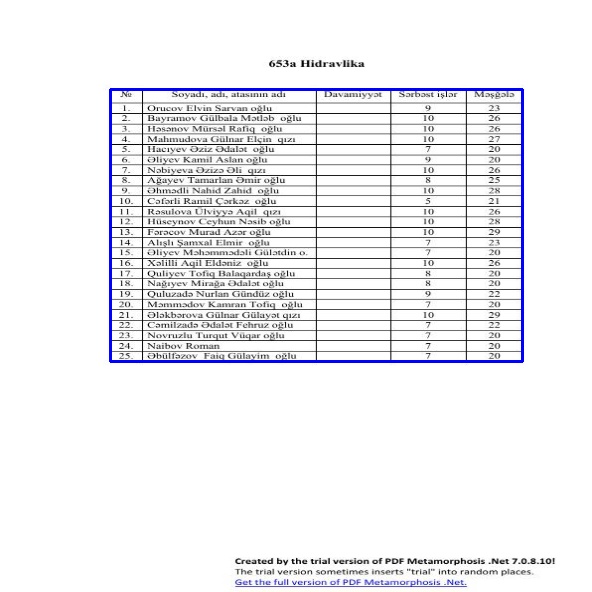 653a Hidravlika
№ Soyadı, adı, atasının adı Davamiyyət Sərbəst işlər Məşğələ
1. Orucov Elvin Sarvan oğlu 9 23
2. Bayramov Gülbala Mətləb oğlu 10 26
3. Həsənov Mürsəl Rafiq oğlu 10 26
4. Mahmudova Gülnar Elçin qızı 10 27
5. Hacıyev Əziz Ədalət oğlu 7 20
6. Əliyev Kamil Aslan oğlu 9 20
7. Nəbiyeva Əzizə Əli qızı 10 26
8. Ağayev Tamarlan Əmir oğlu 8 25
9. Əhmədli Nahid Zahid oğlu 10 28
10. Cəfərli Ramil Çərkəz oğlu 5 21
11. Rəsulova Ülviyyə Aqil qızı 10 26
12. Hüseynov Ceyhun Nəsib oğlu 10 28
13. Fərəcov Murad Azər oğlu 10 29
14. Alışlı Şamxal Elmir oğlu 7 23
15. Əliyev Məhəmmədəli Gülətdin o. 7 20
16. Xəlilli Aqil Eldəniz oğlu 10 26
17. Quliyev Tofiq Balaqardaş oğlu 8 20
18. Nağıyev Mirağa Ədalət oğlu 8 20
19. Quluzadə Nurlan Gündüz oğlu 9 22
20. Məmmədov Kamran Tofiq oğlu 7 20
21. Ələkbərova Gülnar Gülayət qızı 10 29
22. Cəmilzadə Ədalət Fehruz oğlu 7 22
23. Novruzlu Turqut Vüqar oğlu 7 20
24. Naibov Roman 7 20
25. Əbülfəzov Faiq Gülayim oğlu 7 20
Created by the trial version of PDF Metamorphosis .Net 7.0.8.10!
The trial version sometimes inserts "trial" into random places.
Get the full version of PDF Metamorphosis .Net.